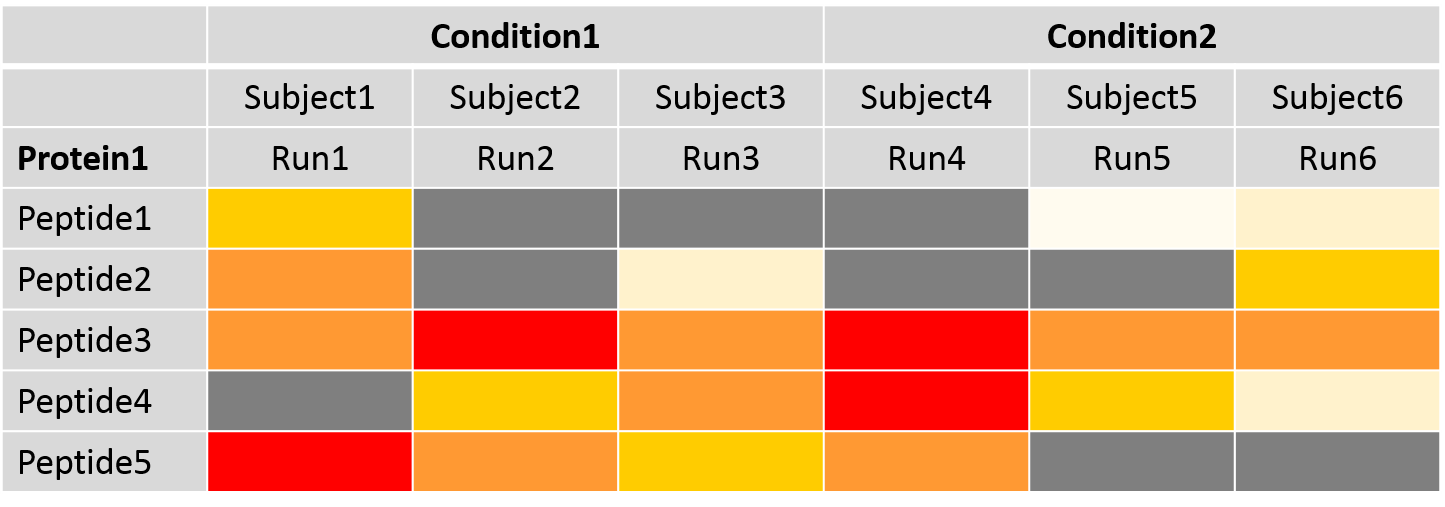 Condition1 Condition2
Subject1 Subject2 Subject3 Subject4 Subject5 Subject6
Protein1 Run1 Run2 Run3 Run4 Run5 Run6
Peptide1
Peptide2
Peptide3
Peptide4
Peptide5